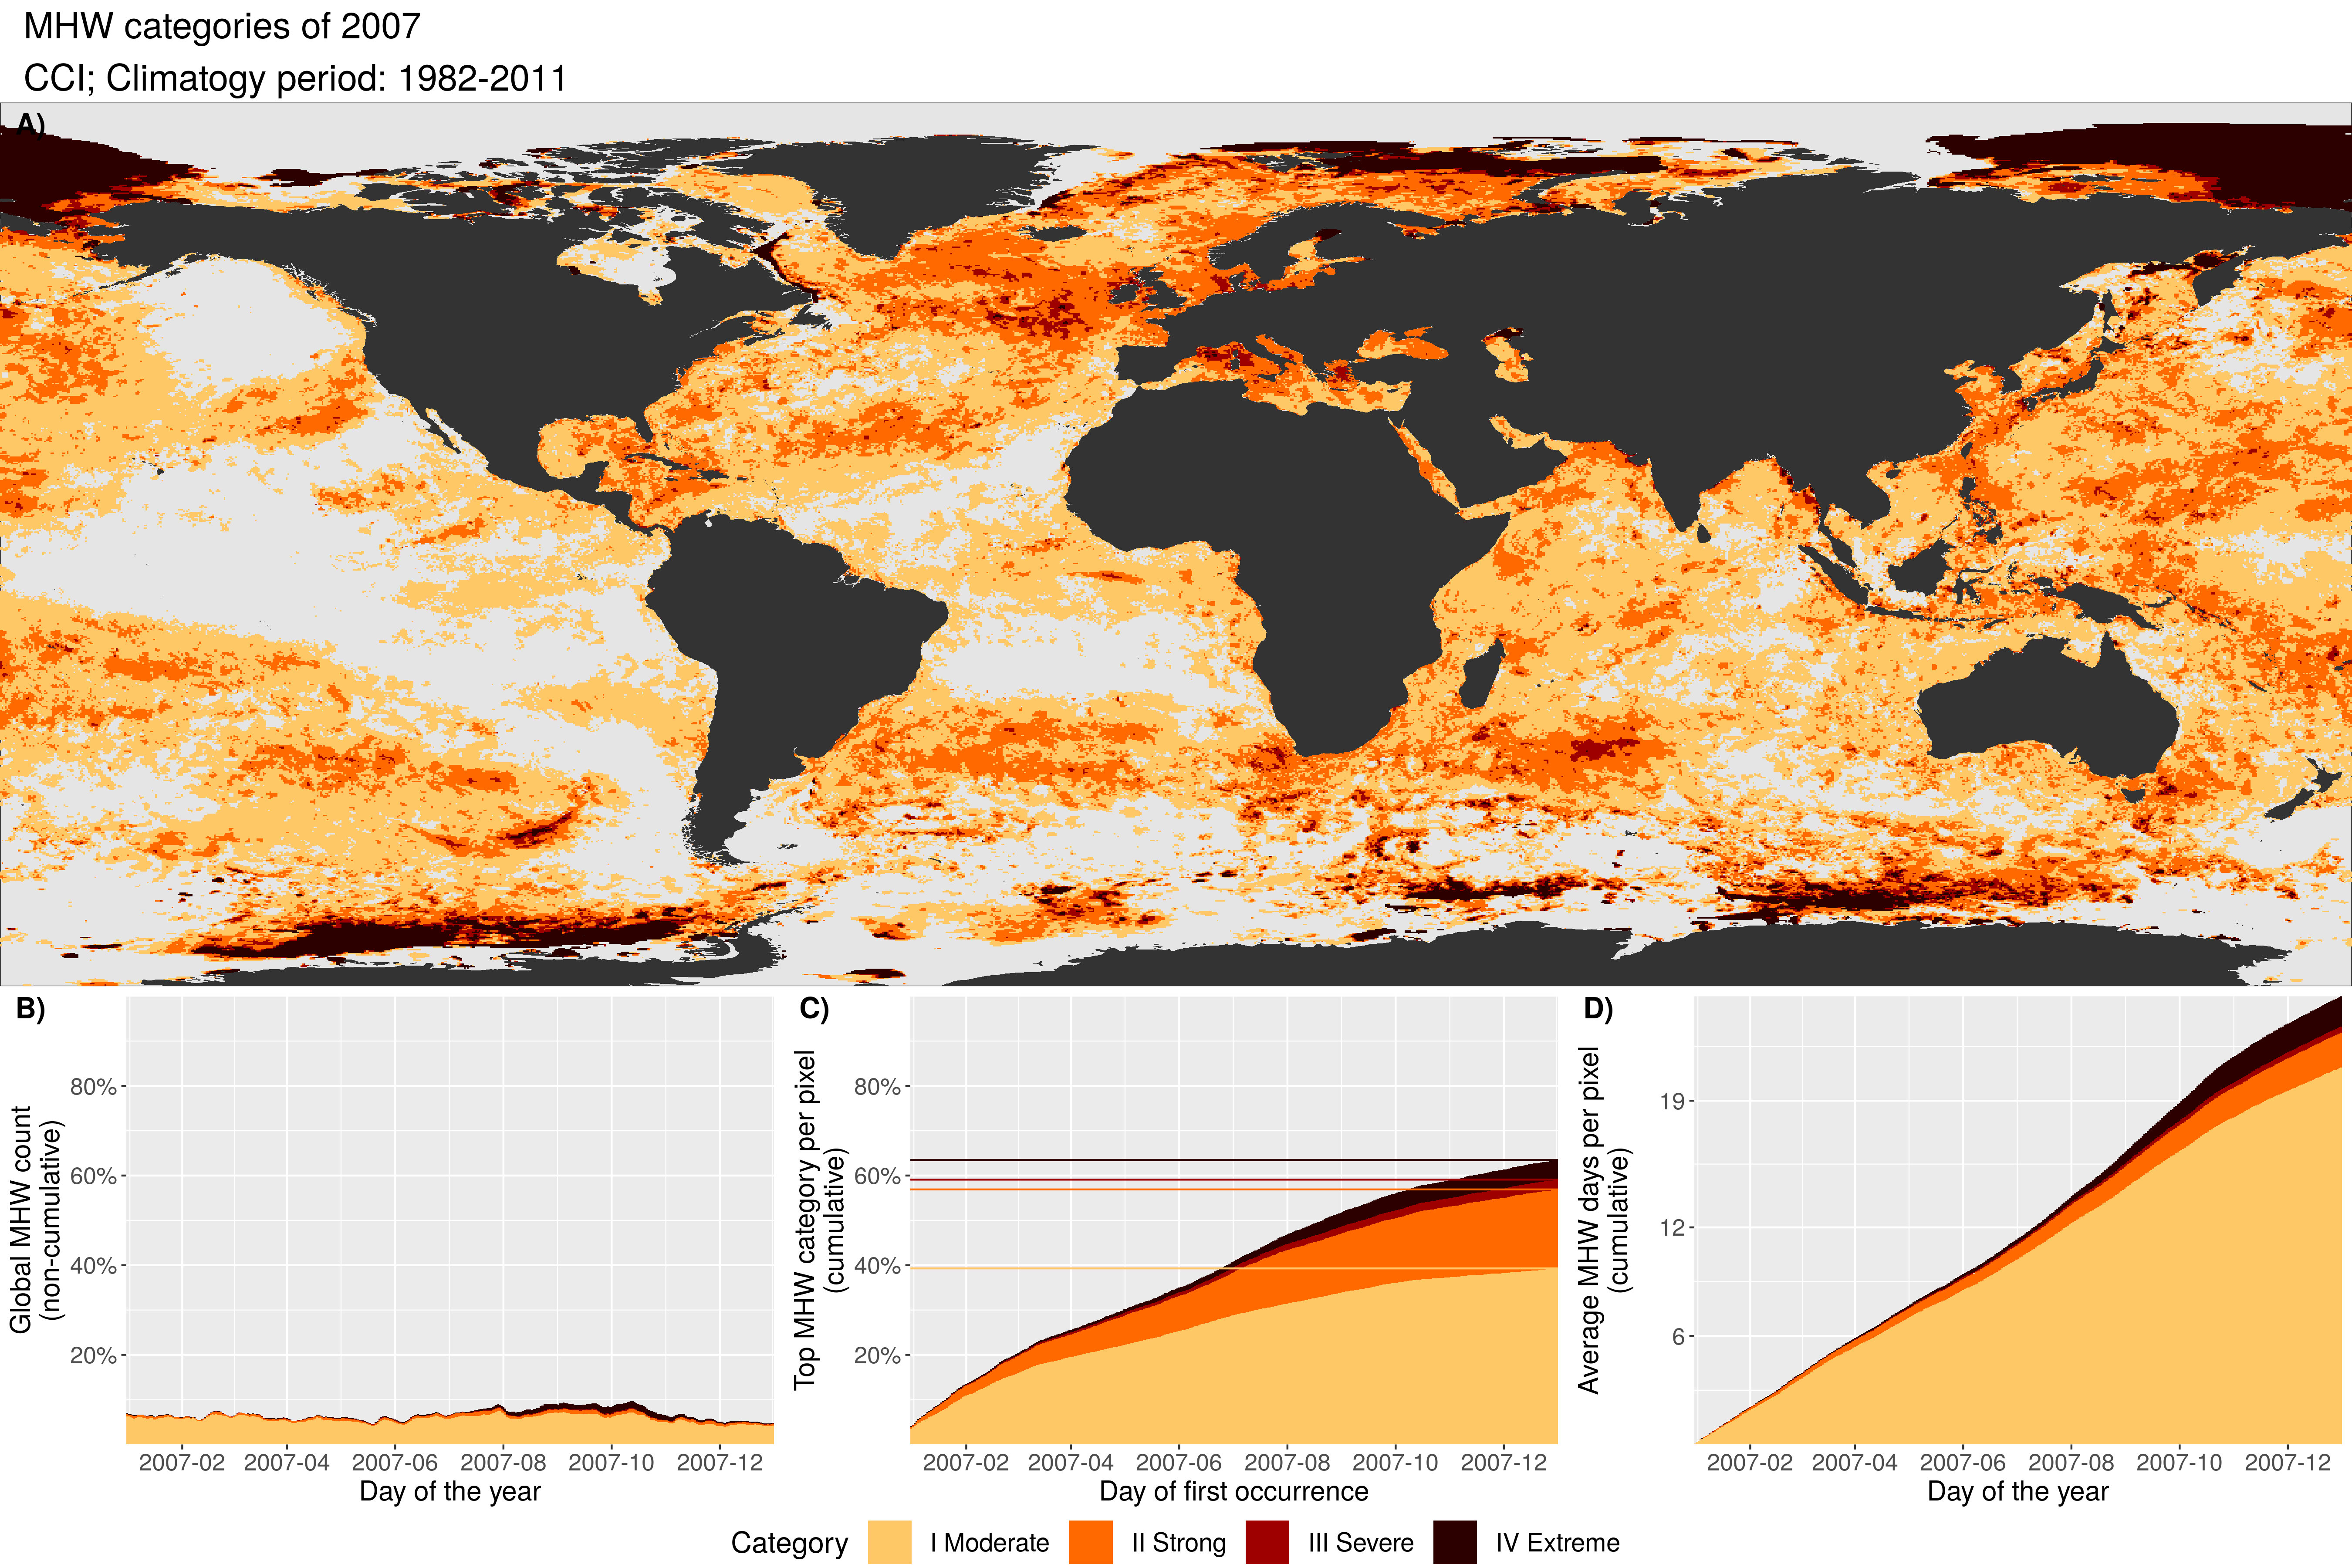 MHW categories of 2007
CCI; Climatogy period: 1982-2011
A)
B)
Global MHW count
(non-cumulative)
80%
60%
40%
20%
2007-02 2007-04 2007-06 2007-08 2007-10 2007-12
Day of the year
C)
Top MHW category per pixel
(cumulative)
80%
60%
40%
20%
2007-02 2007-04 2007-06 2007-08 2007-10 2007-12
Day of first occurrence
D)
Average MHW days per pixel
(cumulative)
19
12
6
2007-02 2007-04 2007-06 2007-08 2007-10 2007-12
Day of the year
Category I Moderate II Strong III Severe IV Extreme